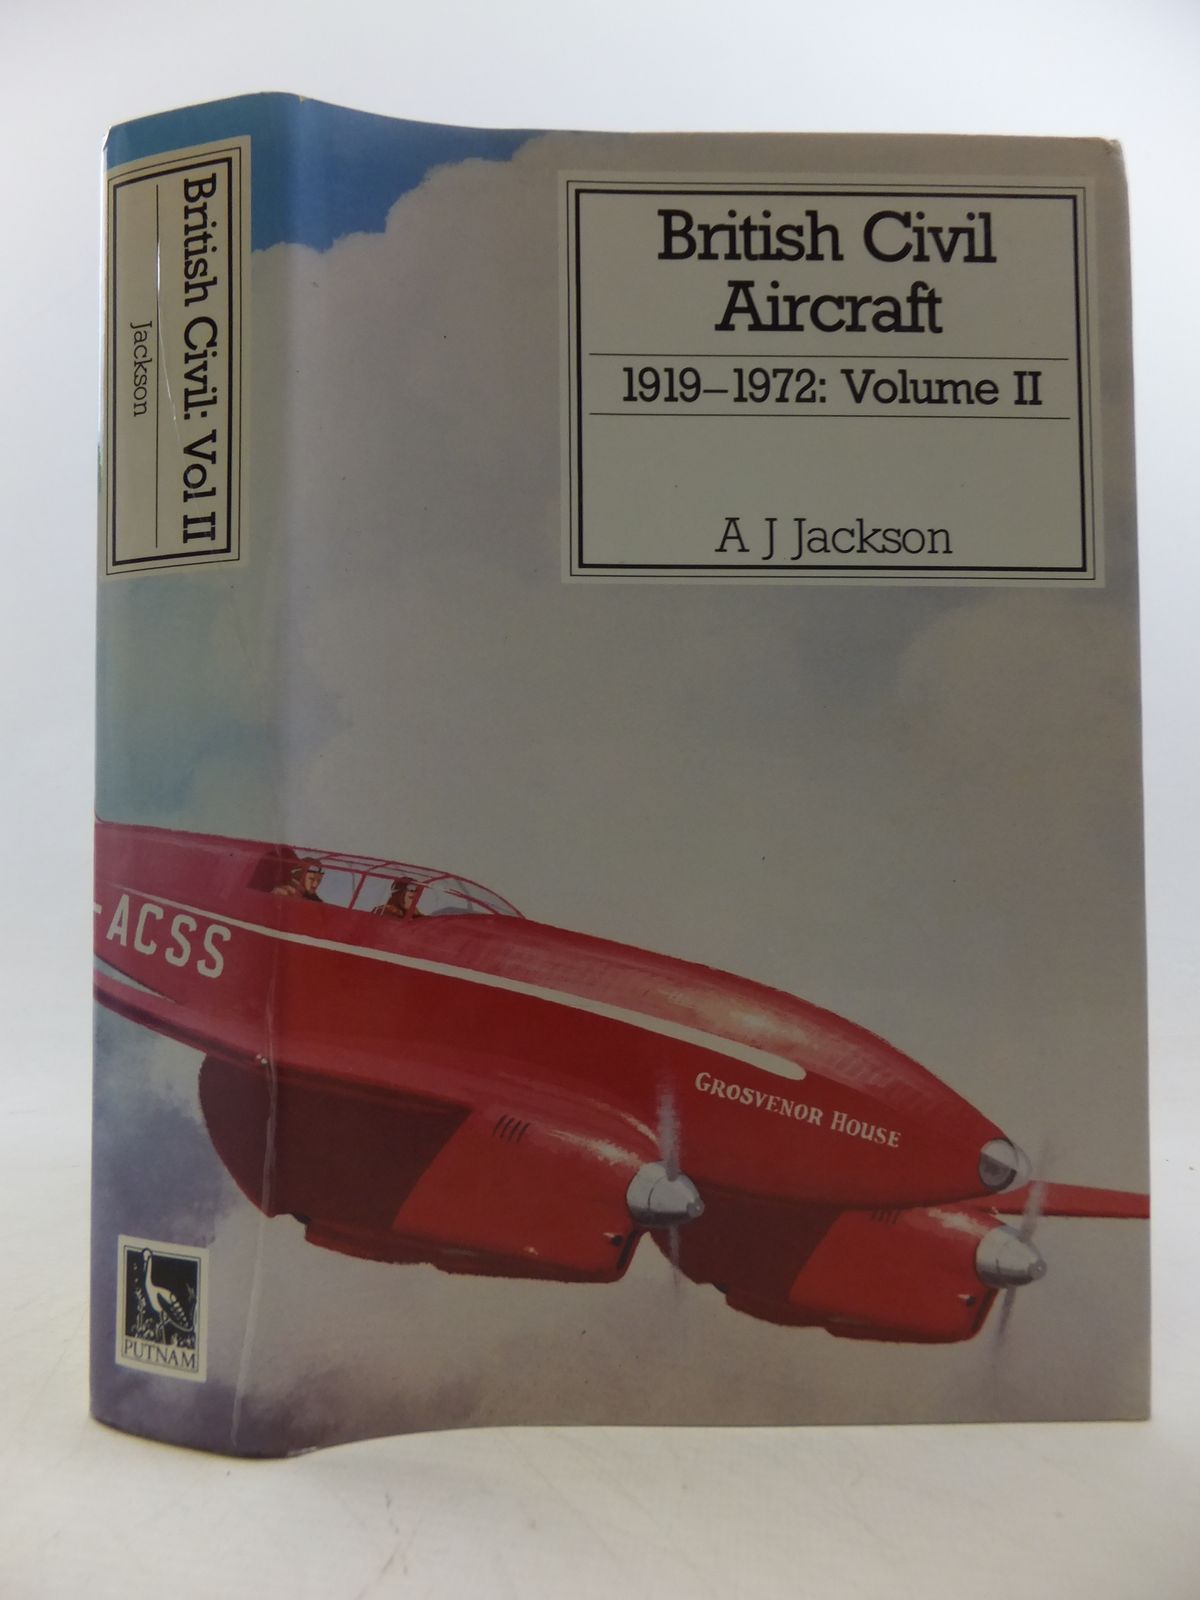 British Civil
Aircraft
1919–1972: Volume II
A J Jackson
British Civil: Vol II
Jackson
-ACSS
GROSVENOR HOUSE
PUTNAM